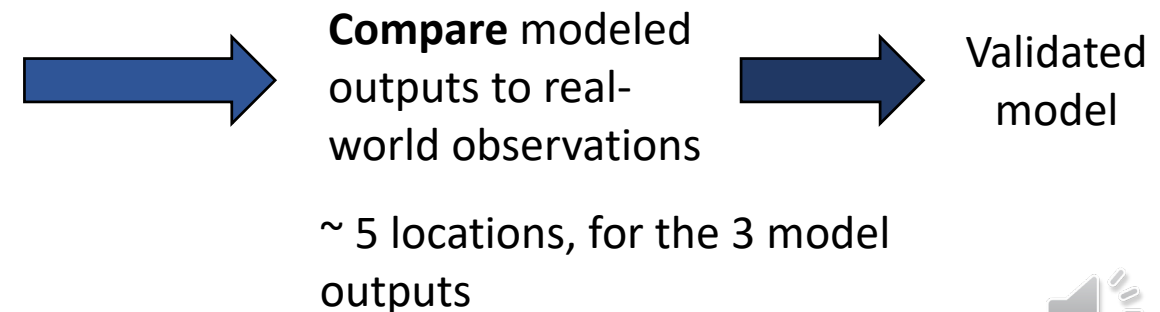 Compare modeled
outputs to real-
world observations
Validated
model
~ 5 locations, for the 3 model
outputs